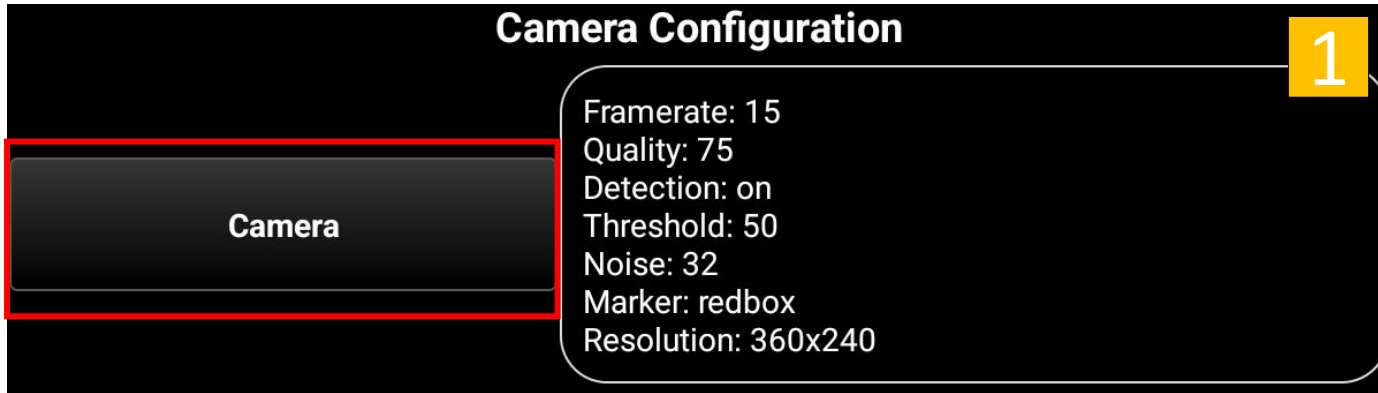 Camera Configuration
1
Framerate: 15
Quality: 75
Detection: on
Threshold: 50
Noise: 32
Marker: redbox
Resolution: 360x240
Camera